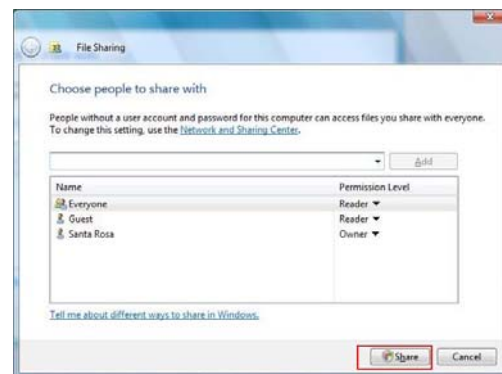 File Sharing
Choose people to share with
People without a user account and password for this computer can access files you share with everyone.
To change this setting, use the Network and Sharing Center.
Add
Name Permission Level
Everyone Reader
Guest Reader
Santa Rosa Owner
Tell me about different ways to share in Windows.
Share Cancel